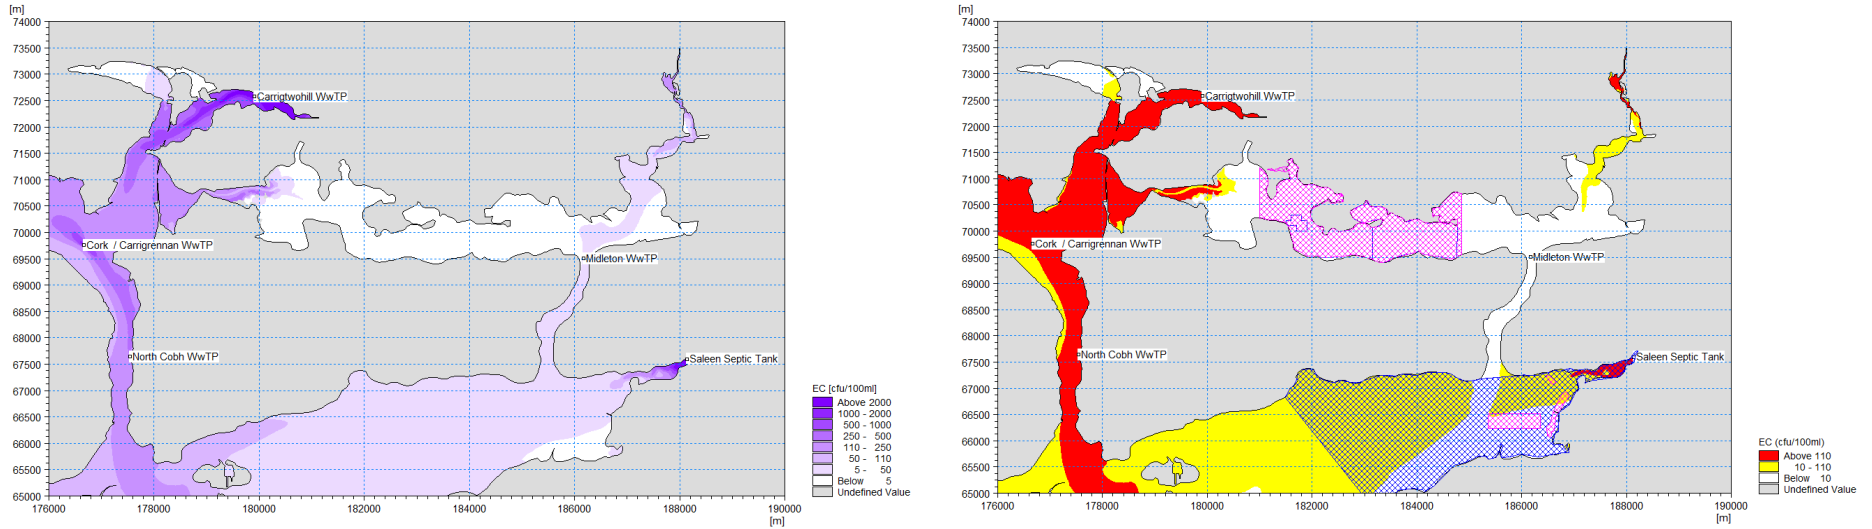 [m]
74000
73500
73000
72500
72000
71500
71000
70500
70000
69500
69000
68500
68000
67500
67000
66500
66000
65500
65000
176000 178000 180000 182000 184000 186000 188000 190000
[m]
Carrigtwohill WwTP
Cork / Carrigrennan WwTP
Midleton WwTP
North Cobh WwTP
Saleen Septic Tank
EC [cfu/100ml]
Above 2000
1000 - 2000
500 - 1000
250 - 500
110 - 250
50 - 110
5 - 50
Below 5
Undefined Value
[m]
74000
73500
73000
72500
72000
71500
71000
70500
70000
69500
69000
68500
68000
67500
67000
66500
66000
65500
65000
176000 178000 180000 182000 184000 186000 188000 190000
[m]
Carrigtwohill WwTP
Cork / Carrigrennan WwTP
Midleton WwTP
North Cobh WwTP
Saleen Septic Tank
EC (cfu/100ml)
Above 110
10 - 110
Below 10
Undefined Value